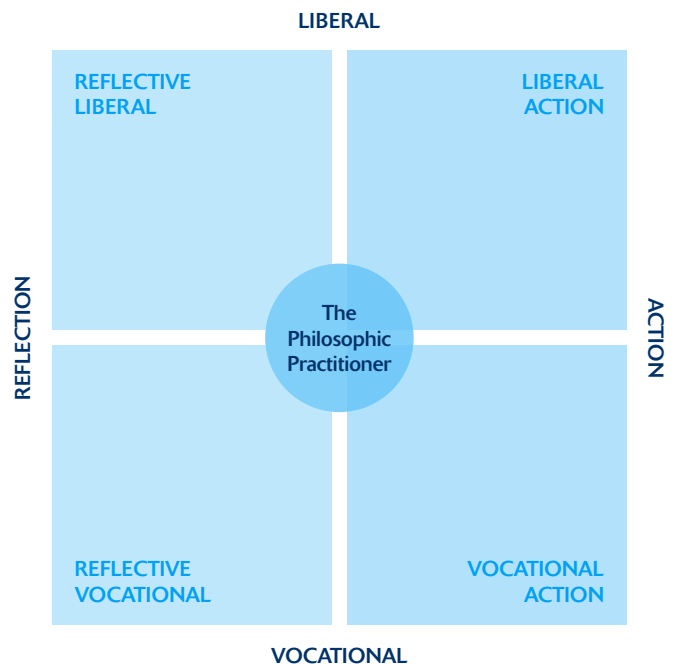 LIBERAL
REFLECTIVE
LIBERAL
LIBERAL
ACTION
REFLECTION
The
Philosophic
Practitioner
ACTION
REFLECTIVE
VOCATIONAL
VOCATIONAL
ACTION
VOCATIONAL